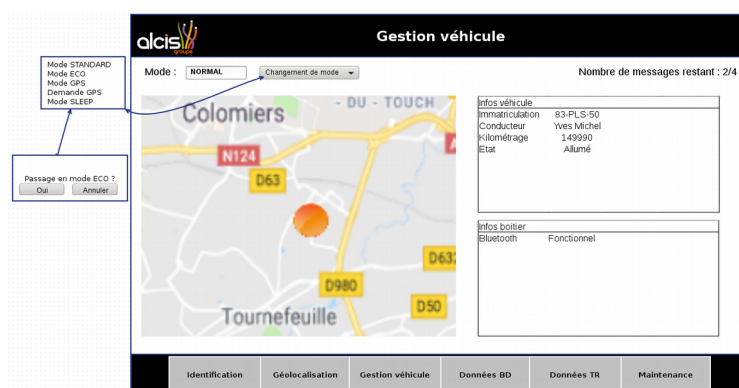 alcis
groupe
Gestion véhicule
Mode STANDARD
Mode ECO
Mode GPS
Demande GPS
Mode SLEEP
Mode :
NORMAL
Changement de mode
Nombre de messages restant : 2/4
Passage en mode ECO ?
Oui
Annuler
Colomiers
- DU - TOUCH
N124
A
D63
D632
D980
D50
Tournefeuille
Infos véhicule
Immatriculation 83-PLS-50
Conducteur Yves Michel
Kilométrage 149990
Etat Allumé
Infos boitier
Bluetooth Fonctionnel
Identification
Géolocalisation
Gestion véhicule
Données BD
Données TR
Maintenance